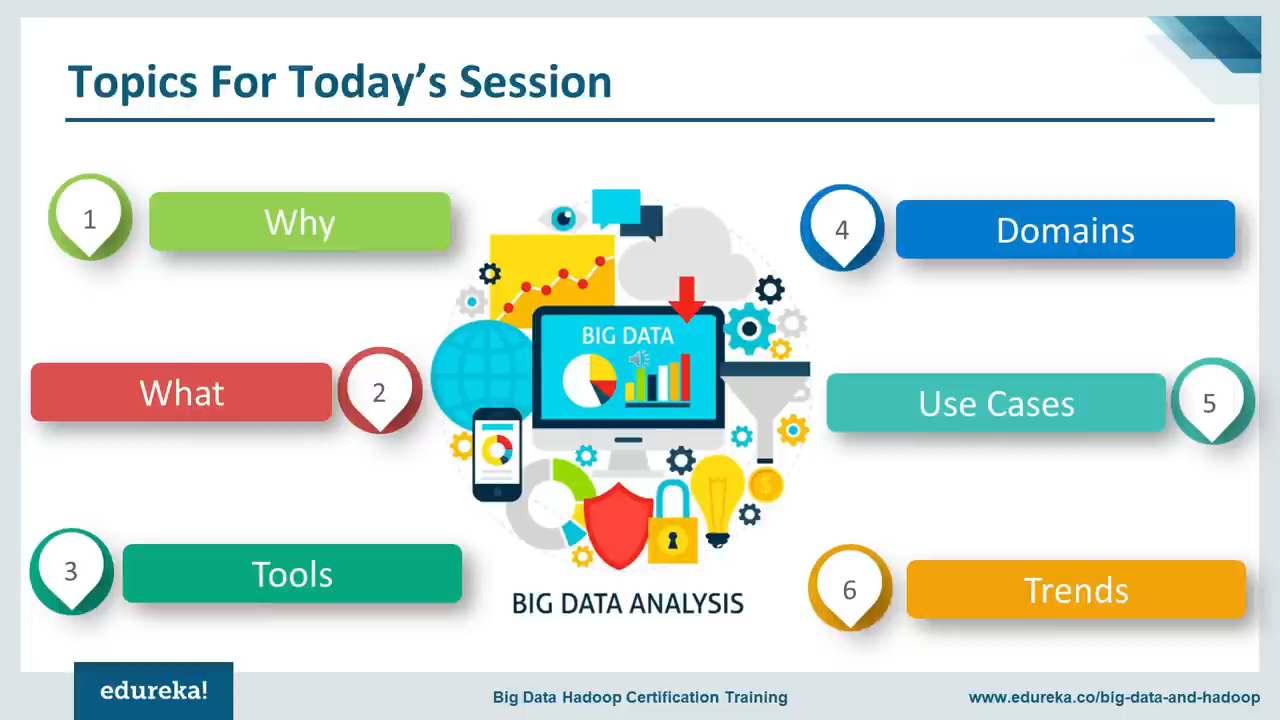 Topics For Today’s Session
1
Why
2
What
3
Tools
4
Domains
5
Use Cases
6
Trends
BIG DATA
$
BIG DATA ANALYSIS
edureka!
Big Data Hadoop Certification Training
www.edureka.co/big-data-and-hadoop